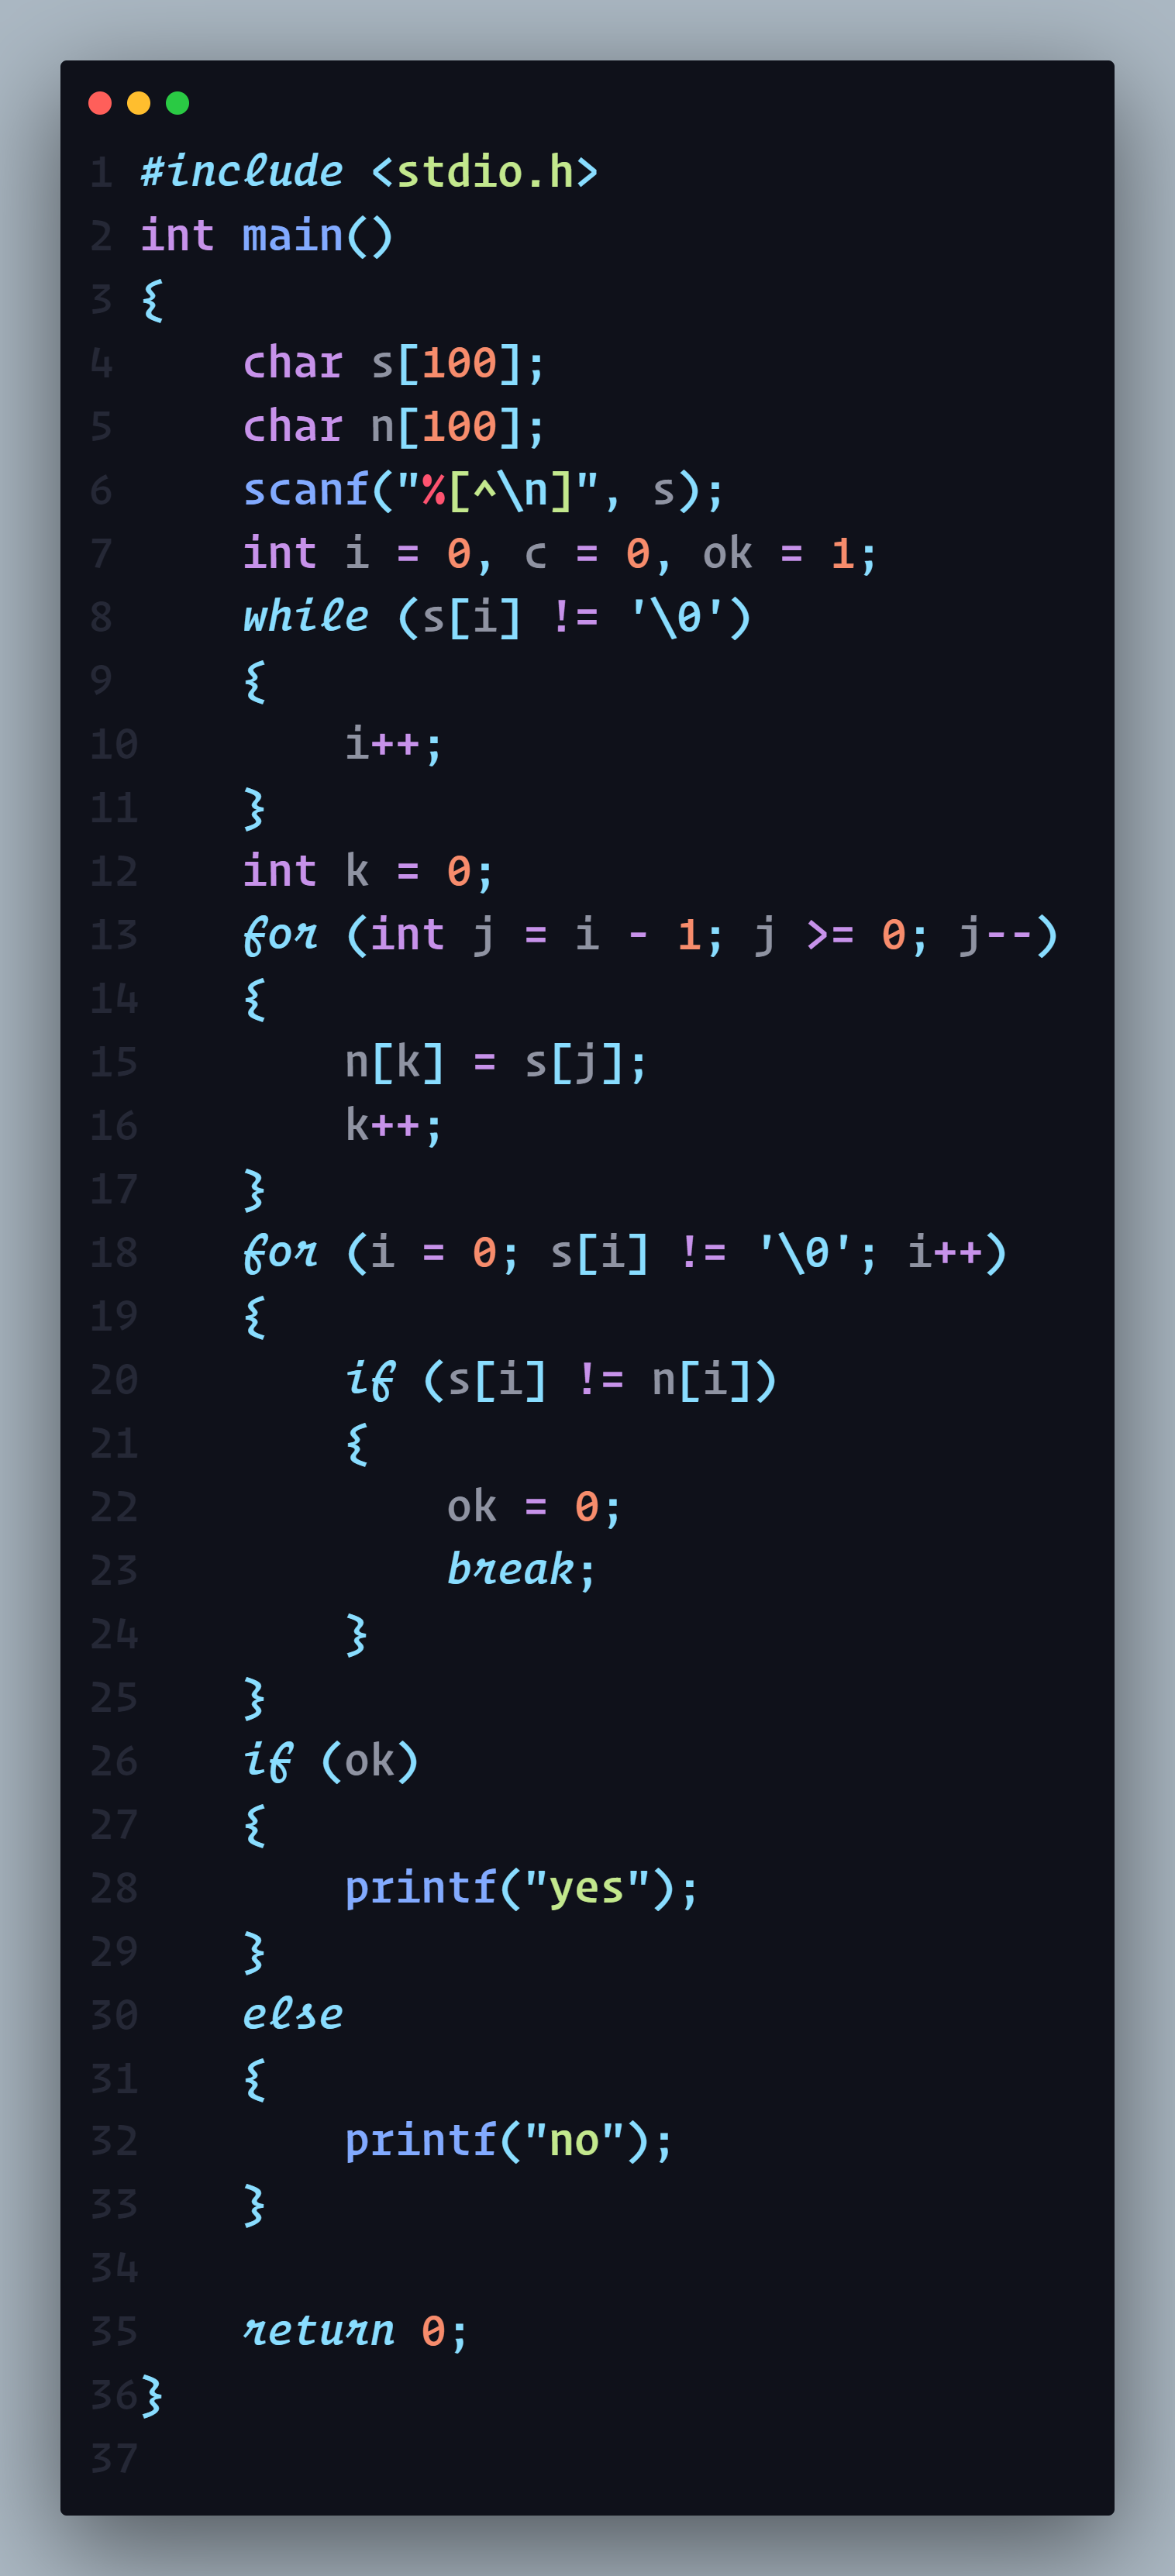 1 #include <stdio.h>
2 int main()
3 {
4     char s[100];
5     char n[100];
6     scanf("%[^\n]", s);
7     int i = 0, c = 0, ok = 1;
8     while (s[i] != '\0')
9     {
10         i++;
11     }
12     int k = 0;
13     for (int j = i - 1; j >= 0; j--)
14     {
15         n[k] = s[j];
16         k++;
17     }
18     for (i = 0; s[i] != '\0'; i++)
19     {
20         if (s[i] != n[i])
21         {
22             ok = 0;
23             break;
24         }
25     }
26     if (ok)
27     {
28         printf("yes");
29     }
30     else
31     {
32         printf("no");
33     }
34
35     return 0;
36 }
37